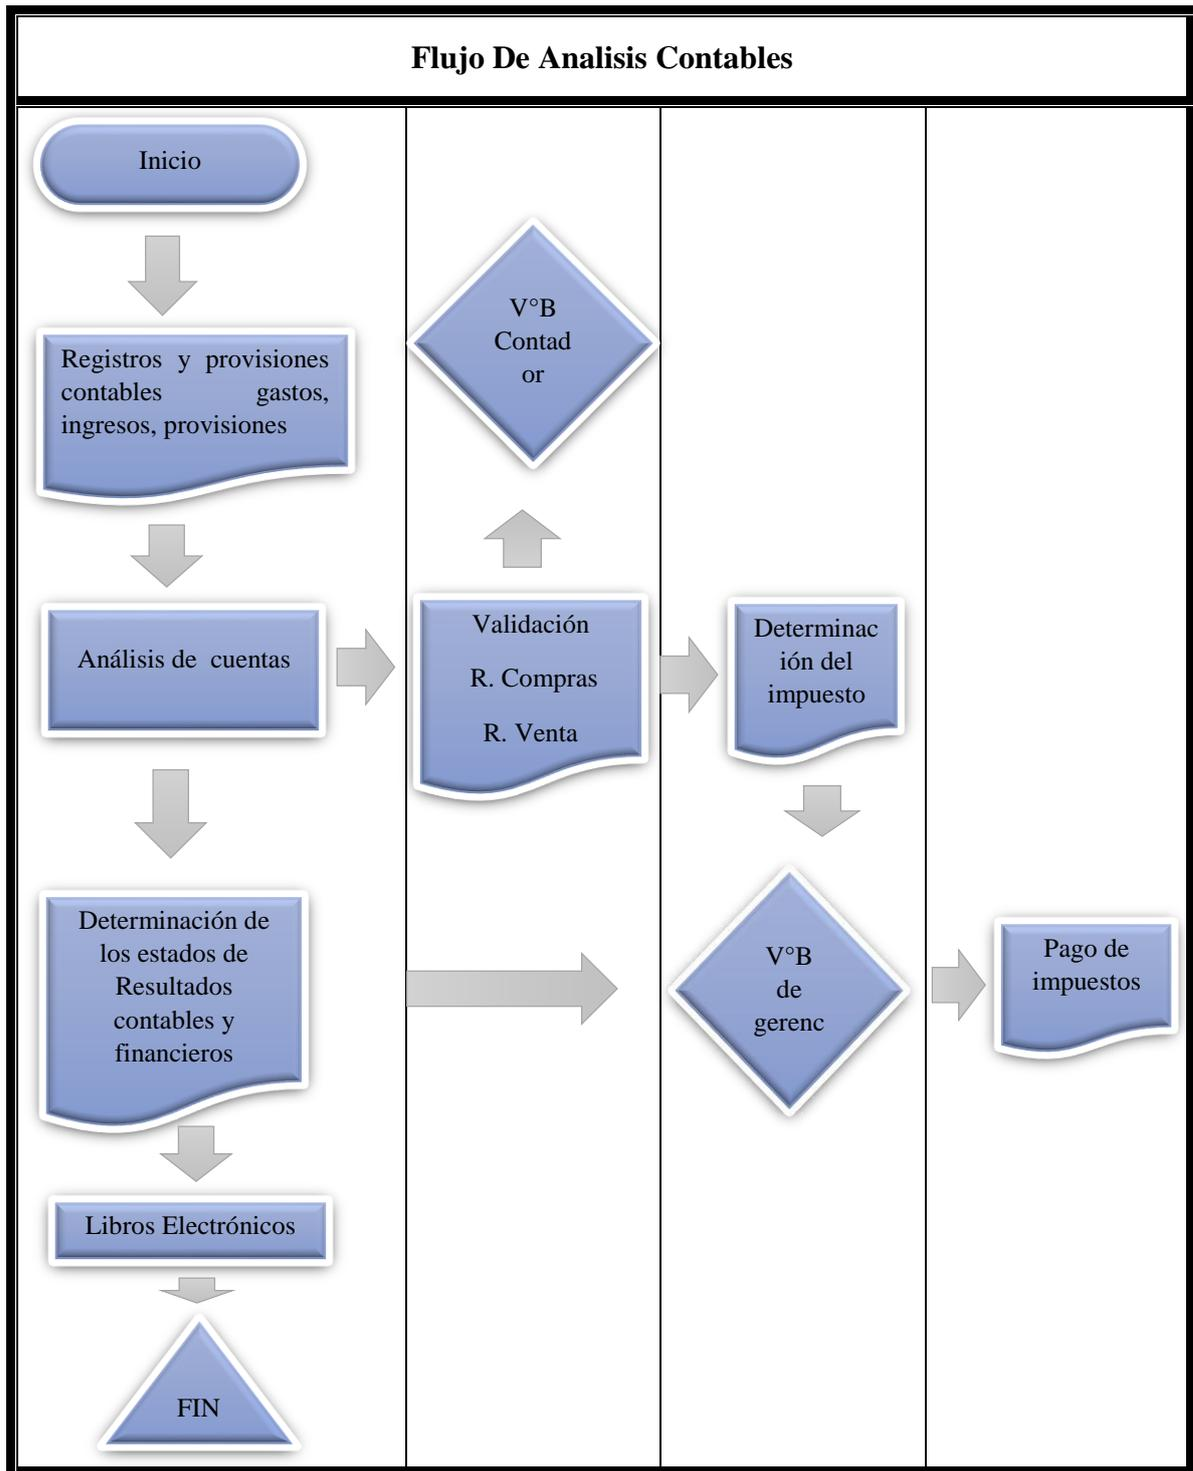 Flujo De Analisis Contables
Inicio
V°B
Contad
or
Registros y provisiones
contables gastos,
ingresos, provisiones
Análisis de cuentas
Validación
R. Compras
R. Venta
Determinac
ión del
impuesto
Determinación de
los estados de
Resultados
contables y
financieros
V°B
de
gerenc
Pago de
impuestos
Libros Electrónicos
FIN